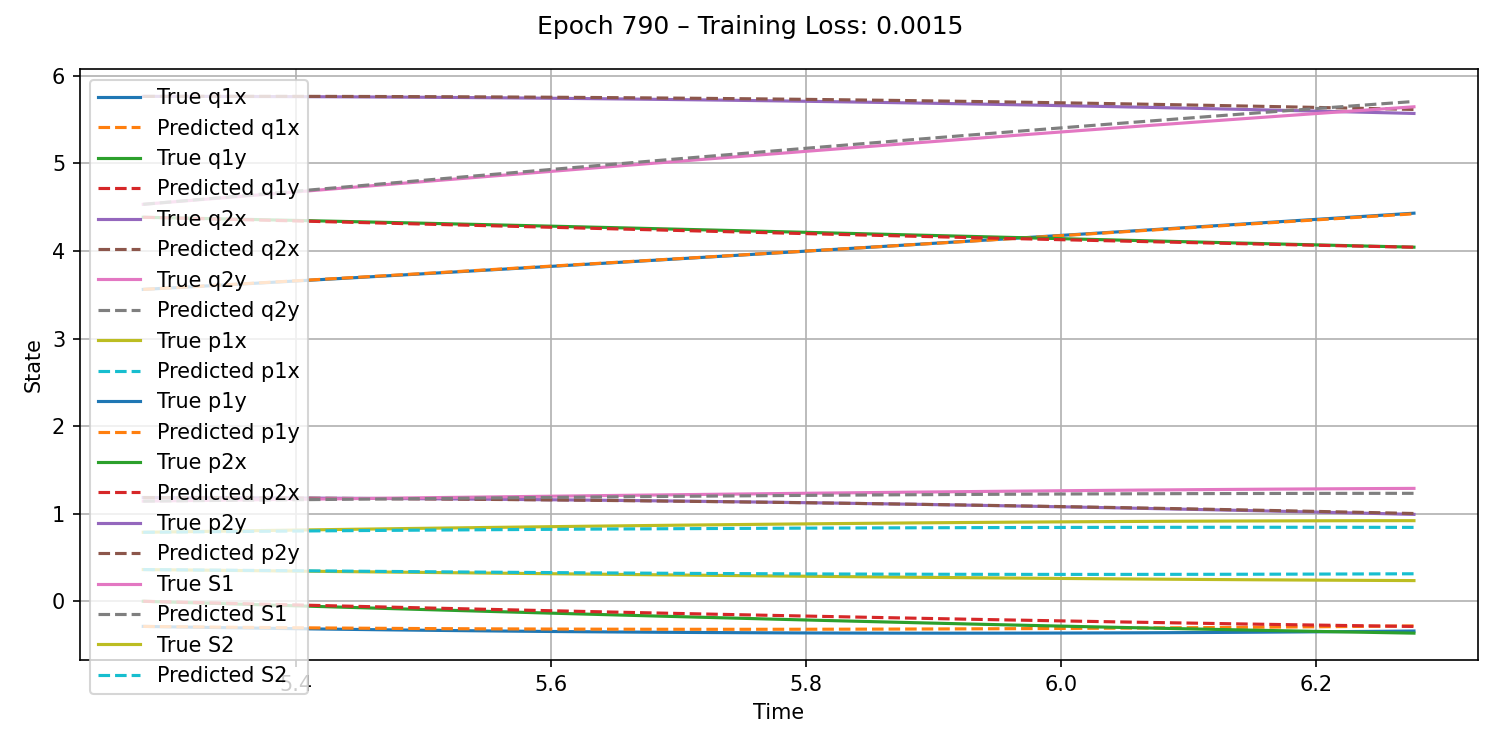 Epoch 790 – Training Loss: 0.0015
6
5
4
3
2
1
0
State
True q1x
Predicted q1x
True q1y
Predicted q1y
True q2x
Predicted q2x
True q2y
Predicted q2y
True p1x
Predicted p1x
True p1y
Predicted p1y
True p2x
Predicted p2x
True p2y
Predicted p2y
True S1
Predicted S1
True S2
Predicted S2
5.4 5.6 5.8 6.0 6.2
Time